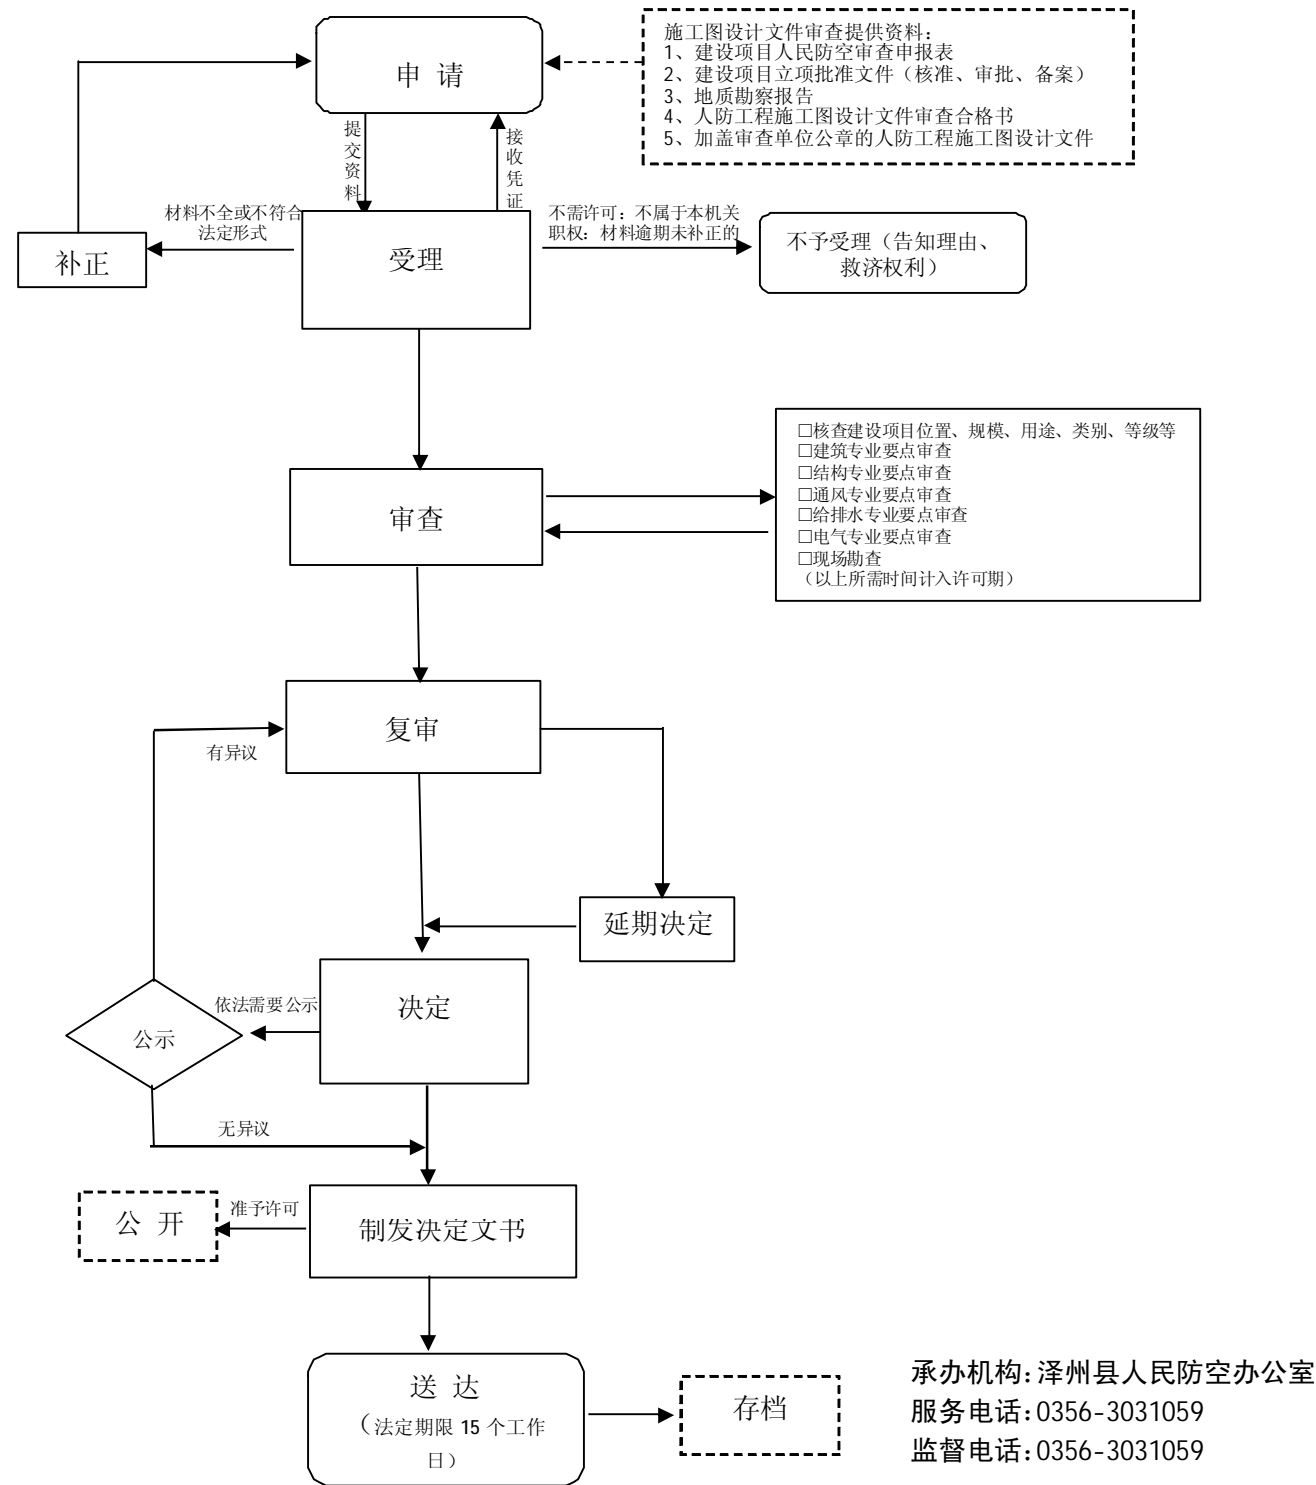 施工图设计文件审查提供资料：
1、建设项目人民防空审查申报表
2、建设项目立项批准文件（核准、审批、备案）
3、地质勘察报告
4、人防工程施工图设计文件审查合格书
5、加盖审查单位公章的人防工程施工图设计文件
申 请
提交资料
接收凭证
材料不全或不符合
法定形式
补正
受理
不需许可：不属于本机关
职权：材料逾期未补正的
不予受理（告知理由、
救济权利）
□核查建设项目位置、规模、用途、类别、等级等
□建筑专业要点审查
□结构专业要点审查
□通风专业要点审查
□给排水专业要点审查
□电气专业要点审查
□现场勘查
（以上所需时间计入许可期）
审查
复审
有异议
延期决定
决定
依法需要公示
公示
无异议
公 开
准予许可
制发决定文书
送 达
（法定期限 15 个工作
日）
存档
承办机构：泽州县人民防空办公室
服务电话：0356-3031059
监督电话：0356-3031059